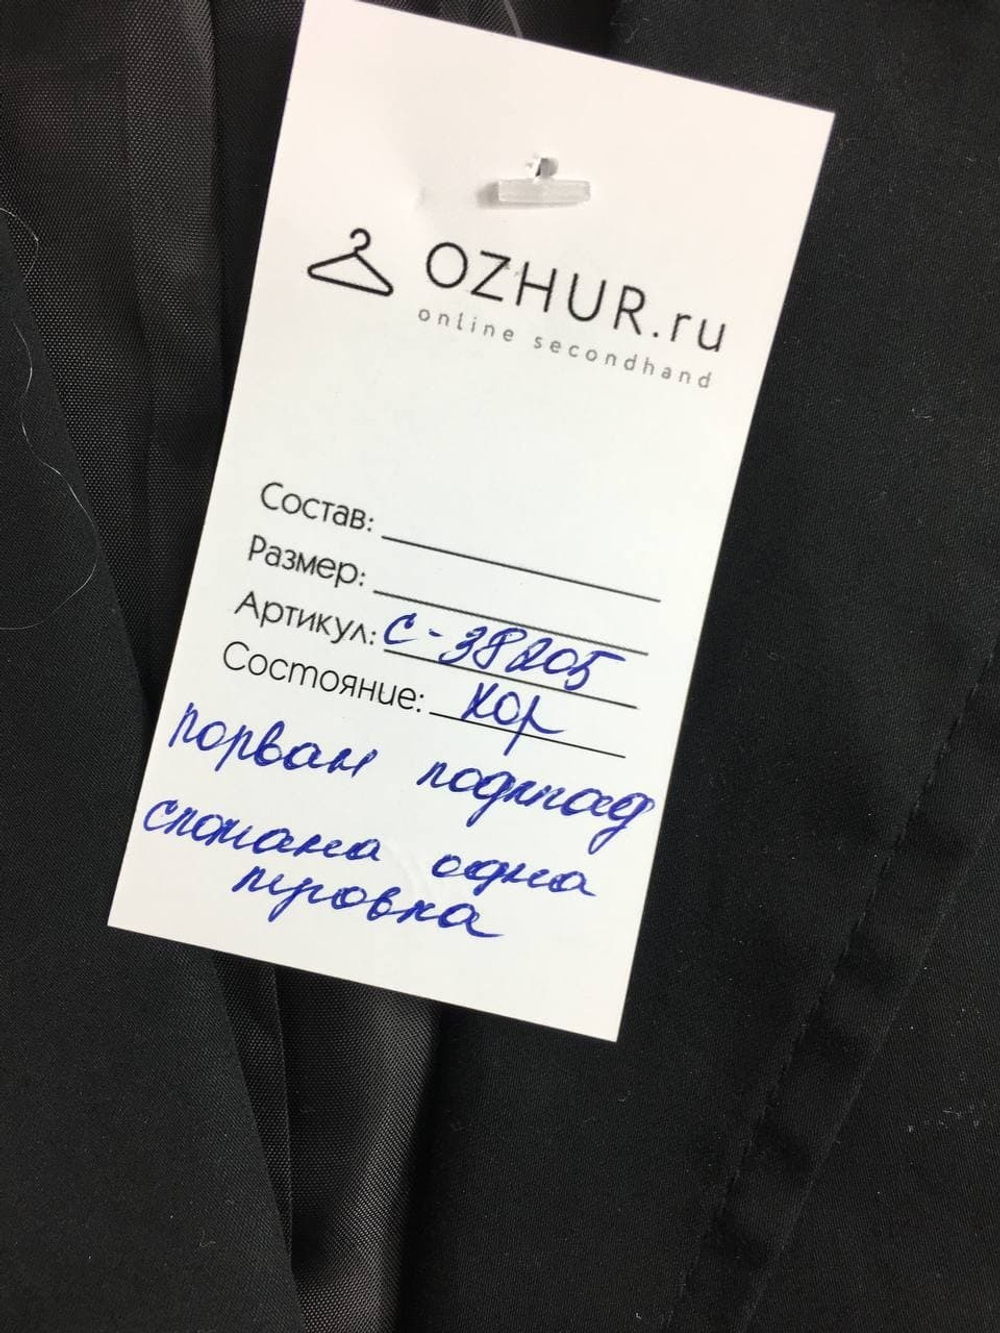 OZHUR.ru
online secondhand
Состав:
Размер:
Артикул: С-38205
Состояние: хор
порван подклад
сломана одна
пуговка